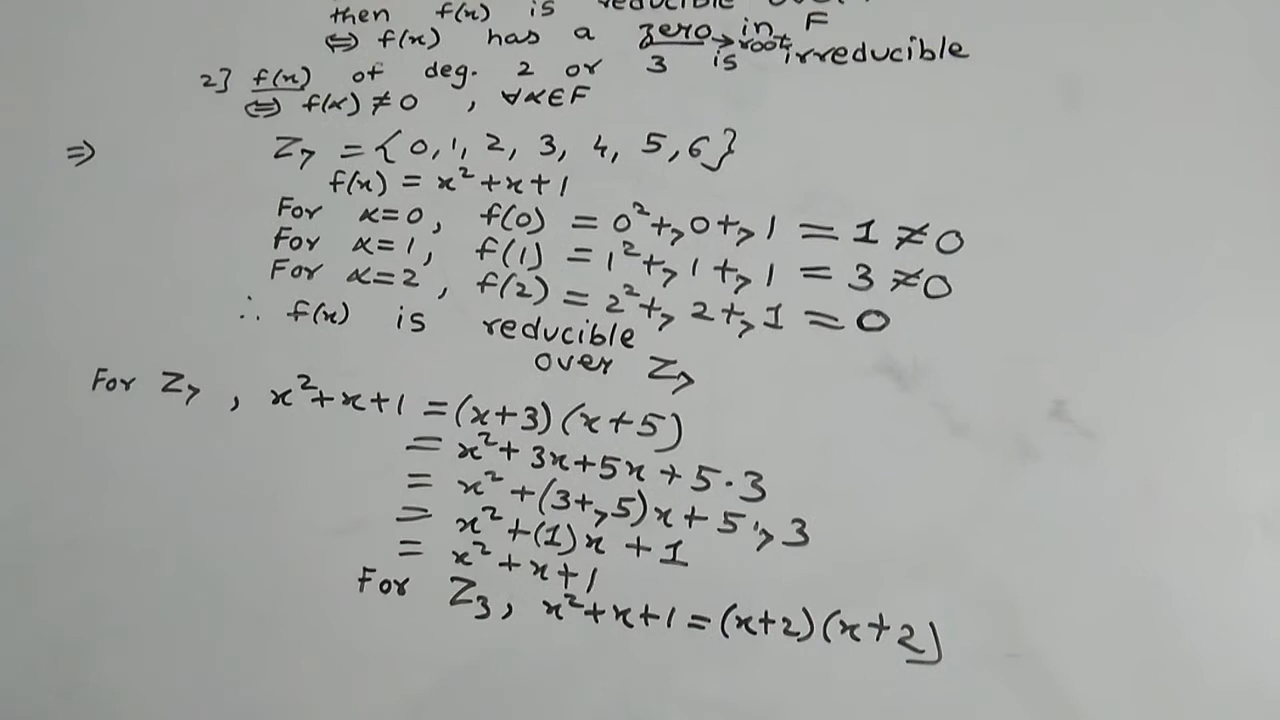 then f(x) is reducible over
⇔ f(x) has a zero → root in F
2] f(x) of deg. 2 or 3 is irreducible
⇔ f(α) ≠ 0 , ∀ α ∈ F
⇒ Z₇ = {0, 1, 2, 3, 4, 5, 6}
f(x) = x² + x + 1
For α=0, f(0) = 0² +₇ 0 +₇ 1 = 1 ≠ 0
For α=1, f(1) = 1² +₇ 1 +₇ 1 = 3 ≠ 0
For α=2, f(2) = 2² +₇ 2 +₇ 1 = 0
∴ f(x) is reducible
over Z₇
For Z₇ , x² + x + 1 = (x+3)(x+5)
= x² + 3x + 5x + 5·3
= x² + (3 +₇ 5)x + 5 ·₇ 3
= x² + (1)x + 1
= x² + x + 1
For Z₃, x² + x + 1 = (x+2)(x+2)